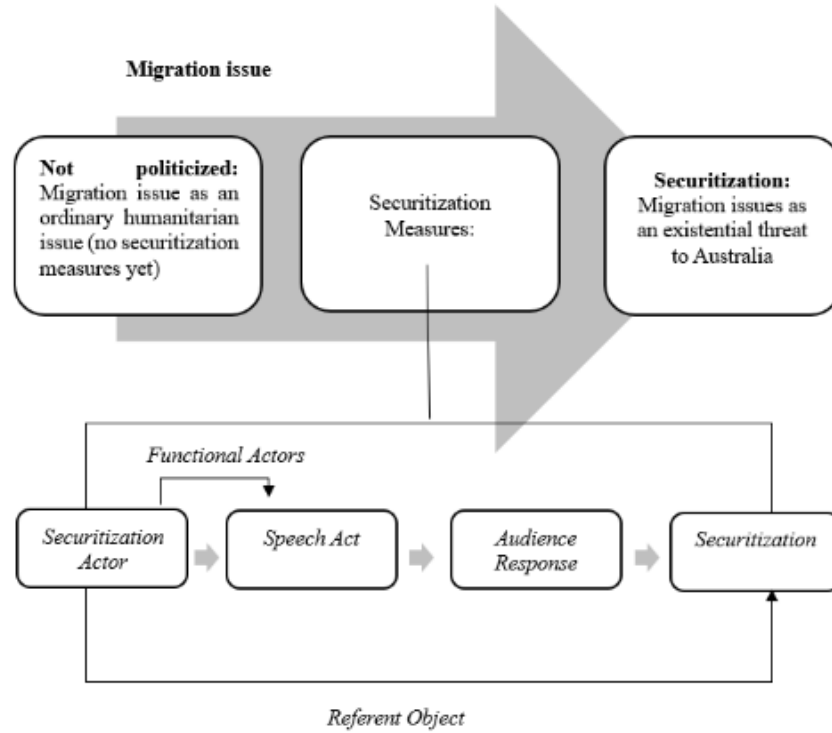 Migration issue
Not politicized:
Migration issue as an
ordinary humanitarian
issue (no securitization
measures yet)
Securitization
Measures:
Securitization:
Migration issues as
an existential threat
to Australia
Functional Actors
Securitization
Actor
Speech Act
Audience
Response
Securitization
Referent Object